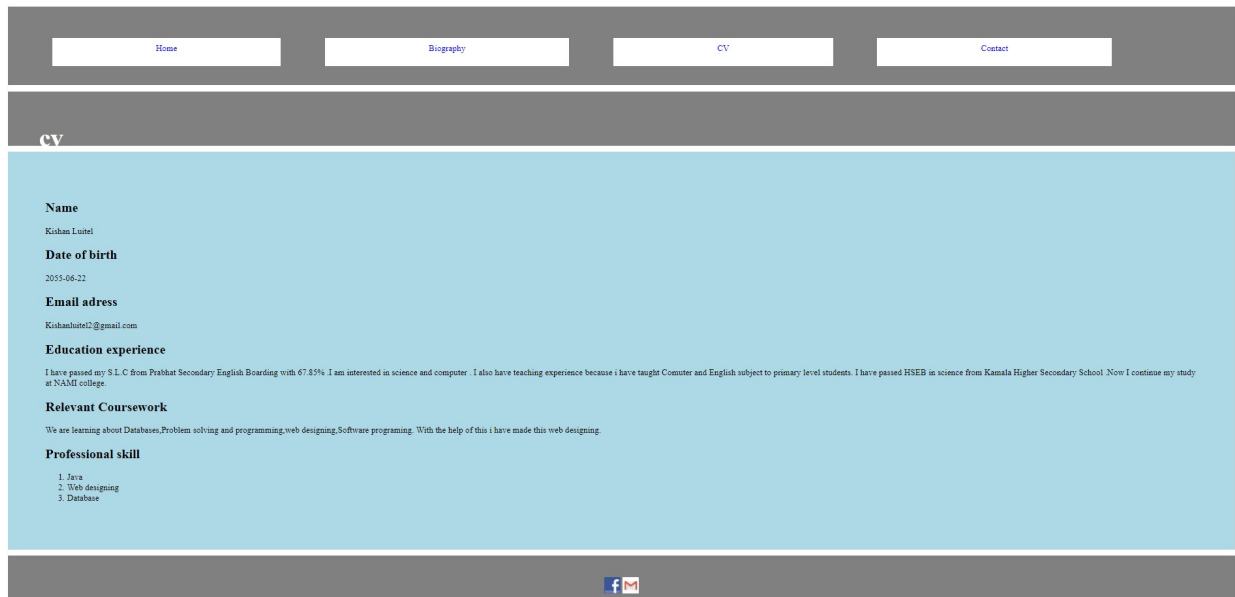 Home
Biography
CV
Contact
cv
Name
Kishan Luitel
Date of birth
2055-06-22
Email adress
Kishanluitel2@gmail.com
Education experience
I have passed my S.L.C from Prabhat Secondary English Boarding with 67.85% .I am interested in science and computer . I also have teaching experience because i have taught Comuter and English subject to primary level students. I have passed HSEB in science from Kamala Higher Secondary School .Now I continue my study
at NAMI college.
Relevant Coursework
We are learning about Databases,Problem solving and programming,web designing,Software programing. With the help of this i have made this web designing.
Professional skill
1. Java
2. Web designing
3. Database